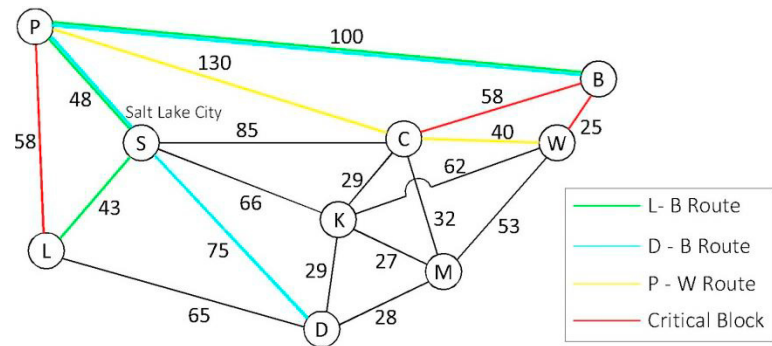 P
100
B
130
48
Salt Lake City
58
58
S
85
C
40
W
25
62
29
66
43
K
32
53
L
75
29
27
M
65
28
D
L- B Route
D - B Route
P - W Route
Critical Block